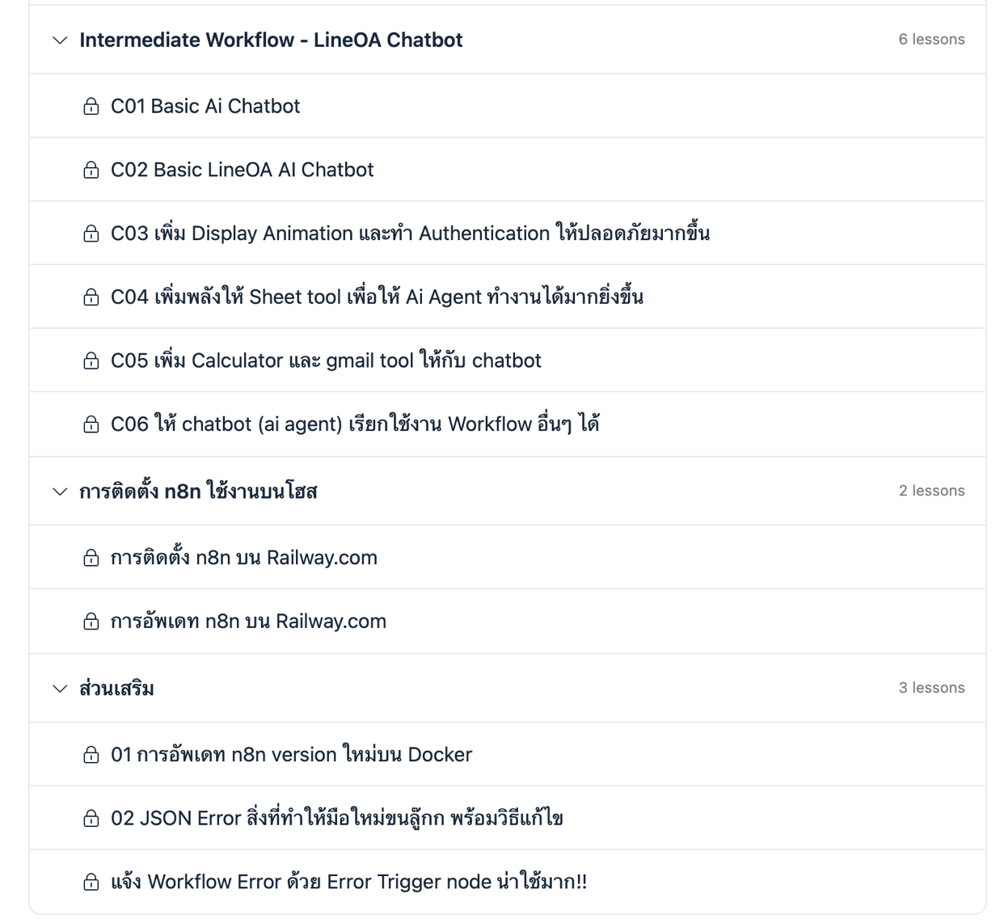 Intermediate Workflow - LineOA Chatbot
6 lessons
C01 Basic Ai Chatbot
C02 Basic LineOA AI Chatbot
C03 เพิ่ม Display Animation และทำ Authentication ให้ปลอดภัยมากขึ้น
C04 เพิ่มพลังให้ Sheet tool เพื่อให้ Ai Agent ทำงานได้มากยิ่งขึ้น
C05 เพิ่ม Calculator และ gmail tool ให้กับ chatbot
C06 ให้ chatbot (ai agent) เรียกใช้งาน Workflow อื่นๆ ได้
การติดตั้ง n8n ใช้งานบนโฮส
2 lessons
การติดตั้ง n8n บน Railway.com
การอัพเดท n8n บน Railway.com
ส่วนเสริม
3 lessons
01 การอัพเดท n8n version ใหม่บน Docker
02 JSON Error สิ่งที่ทำให้มือใหม่ขนลู๊กก พร้อมวิธีแก้ไข
แจ้ง Workflow Error ด้วย Error Trigger node น่าใช้มาก!!